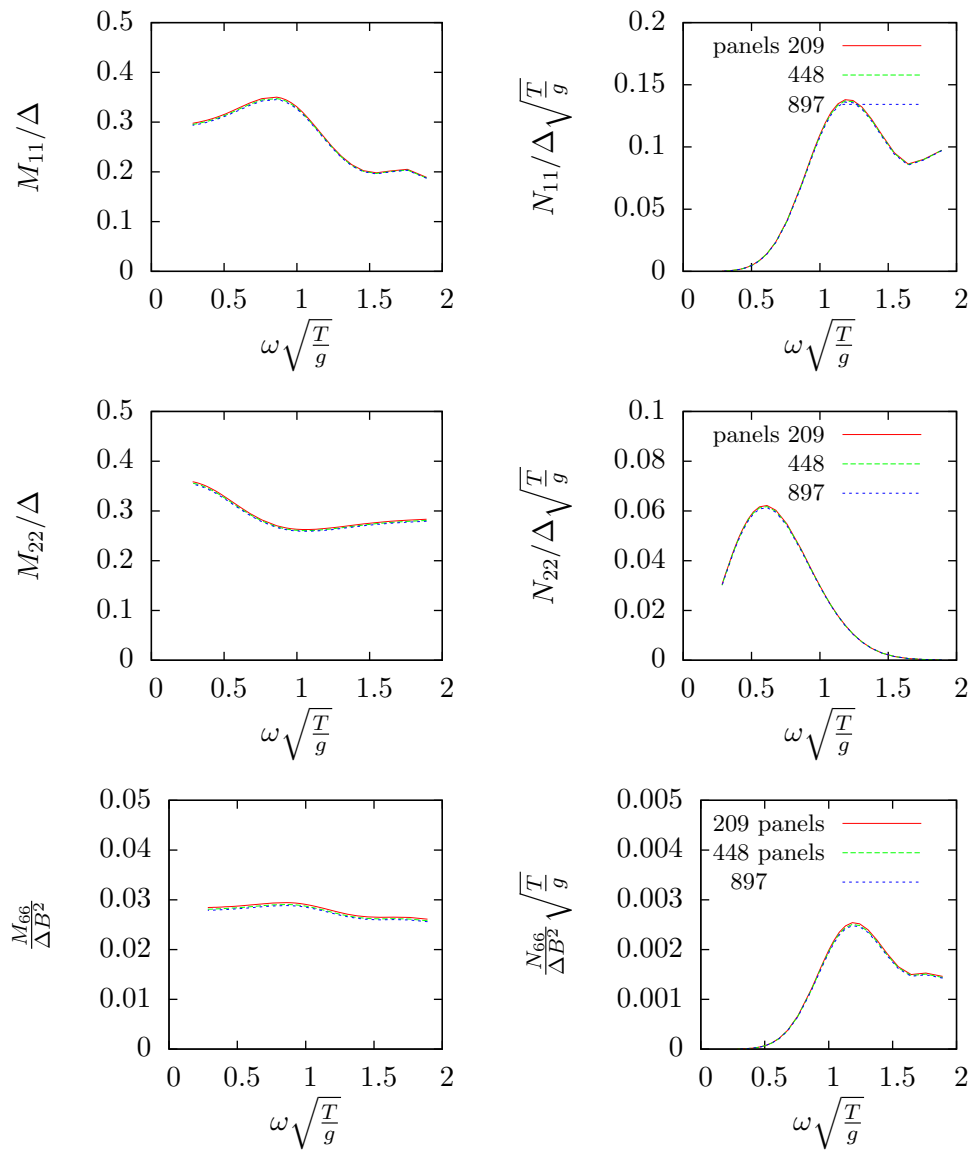 M₁₁/Δ
0.5
0.4
0.3
0.2
0.1
0
0 0.5 1 1.5 2
ω√(T/g)
N₁₁/Δ√(T/g)
0.2
0.15
0.1
0.05
0
panels 209
448
897
0 0.5 1 1.5 2
ω√(T/g)
M₂₂/Δ
0.5
0.4
0.3
0.2
0.1
0
0 0.5 1 1.5 2
ω√(T/g)
N₂₂/Δ√(T/g)
0.1
0.08
0.06
0.04
0.02
0
panels 209
448
897
0 0.5 1 1.5 2
ω√(T/g)
M₆₆/ΔB²
0.05
0.04
0.03
0.02
0.01
0
0 0.5 1 1.5 2
ω√(T/g)
N₆₆/ΔB² √(T/g)
0.005
0.004
0.003
0.002
0.001
0
209 panels
448 panels
897
0 0.5 1 1.5 2
ω√(T/g)